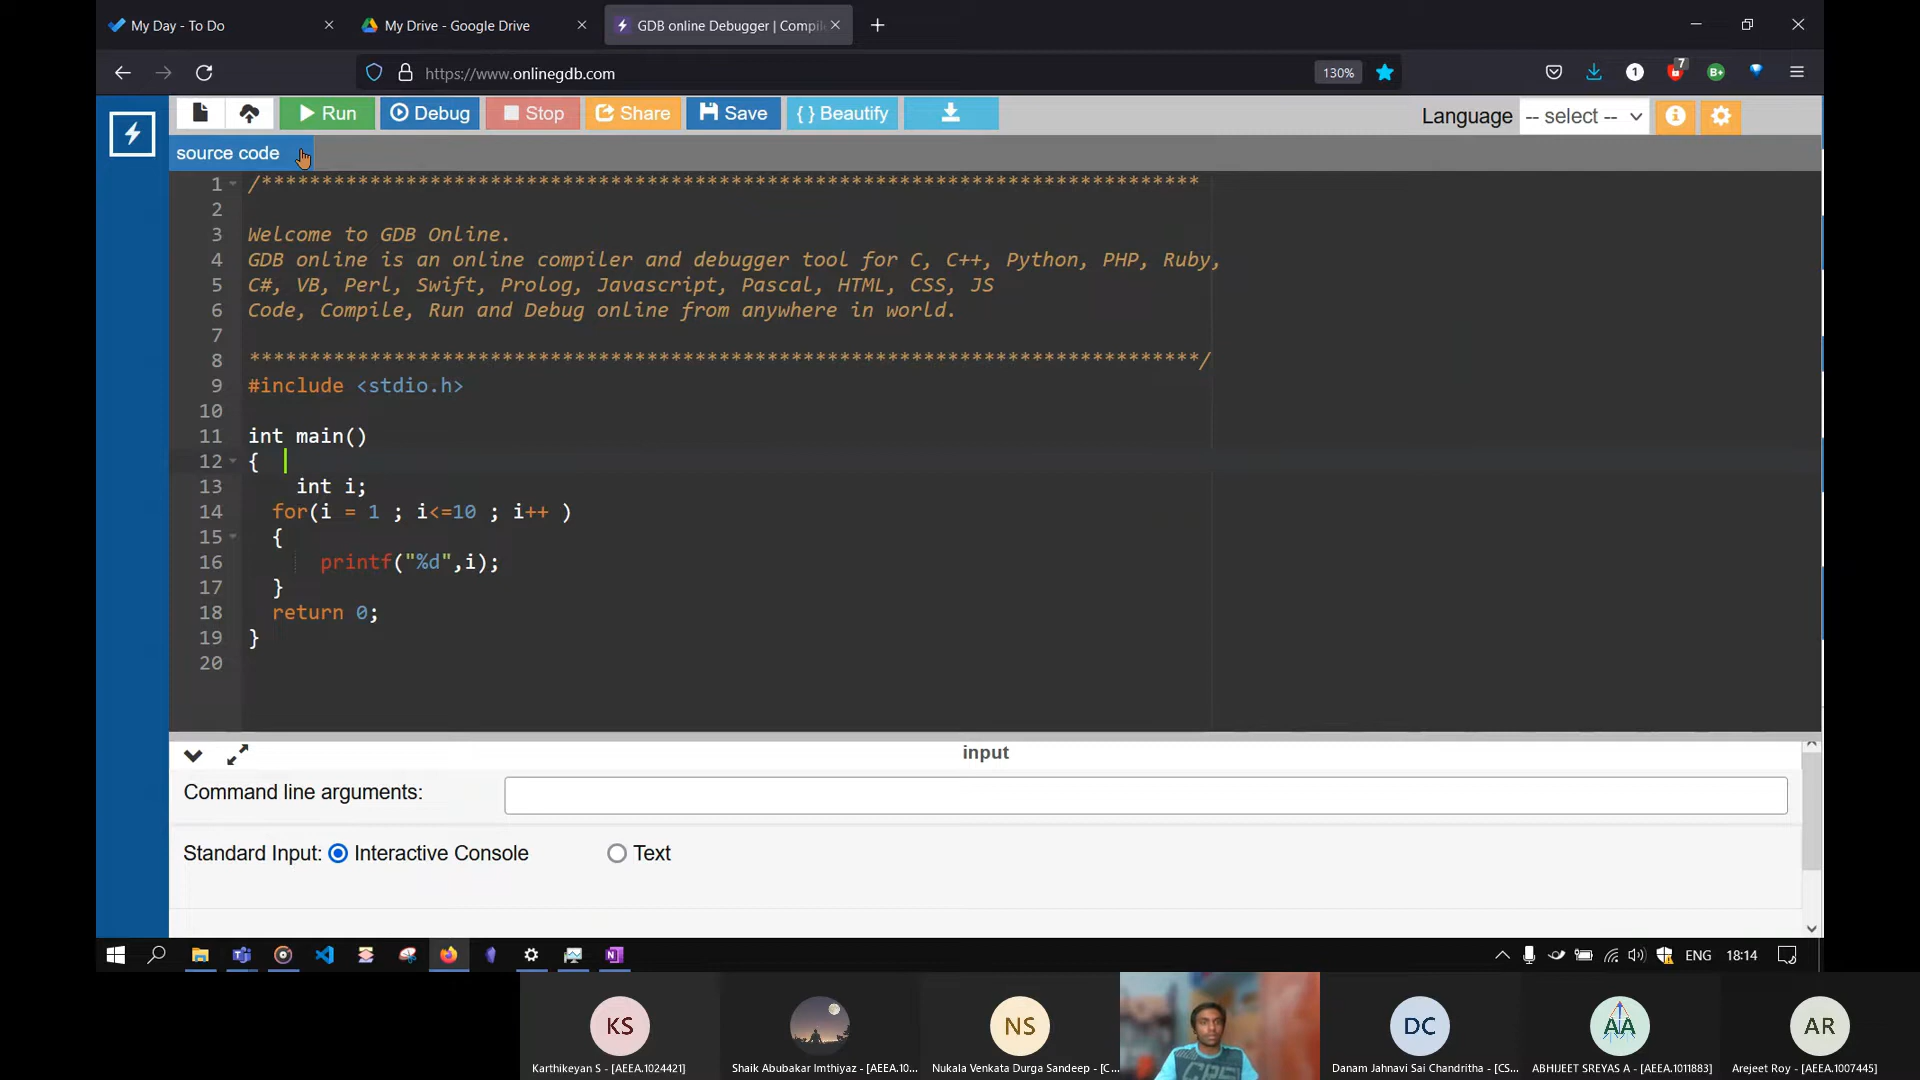 My Day - To Do
My Drive - Google Drive
GDB online Debugger | Compil
https://www.onlinegdb.com
130%
1
7
B+
Run
Debug
Stop
Share
Save
{ } Beautify
Language
-- select --
source code
1 /******************************************************************************
2
3 Welcome to GDB Online.
4 GDB online is an online compiler and debugger tool for C, C++, Python, PHP, Ruby,
5 C#, VB, Perl, Swift, Prolog, Javascript, Pascal, HTML, CSS, JS
6 Code, Compile, Run and Debug online from anywhere in world.
7
8 *******************************************************************************/
9 #include <stdio.h>
10
11 int main()
12 {
13 int i;
14 for(i = 1 ; i<=10 ; i++ )
15 {
16 printf("%d",i);
17 }
18 return 0;
19 }
20
input
Command line arguments:
Standard Input: Interactive Console Text
ENG
18:14
KS
NS
DC
AA
AR
Karthikeyan S - [AEEA.1024421]
Shaik Abubakar Imthiyaz - [AEEA.10...
Nukala Venkata Durga Sandeep - [C...
Danam Jahnavi Sai Chandritha - [CS...
ABHIJEET SREYAS A - [AEEA.1011883]
Arejeet Roy - [AEEA.1007445]